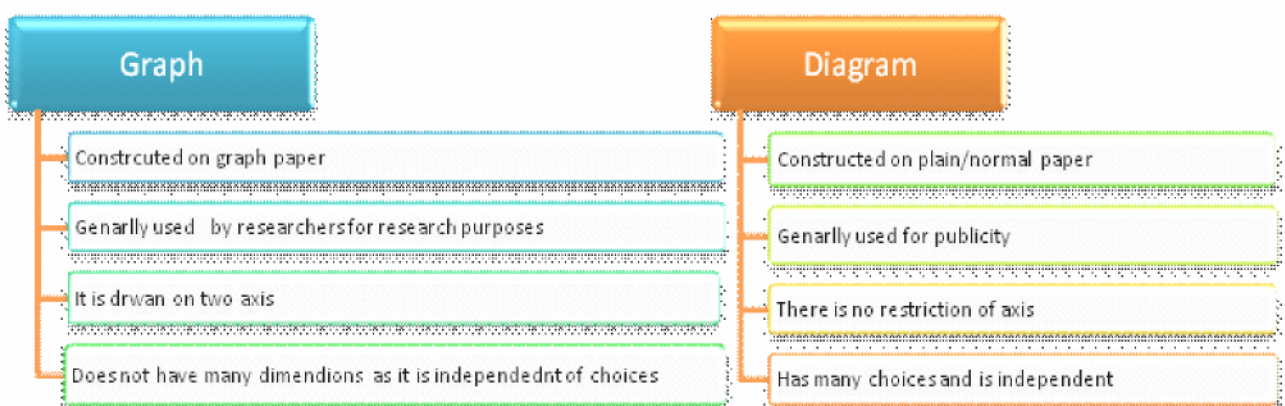 Graph
Constrcuted on graph paper
Genarlly used by researchersfor research purposes
It is drwan on two axis
Does not have many dimendions as it is independednt of choices
Diagram
Constructed on plain/normal paper
Genarlly used for publicity
There is no restriction of axis
Has many choices and is independent